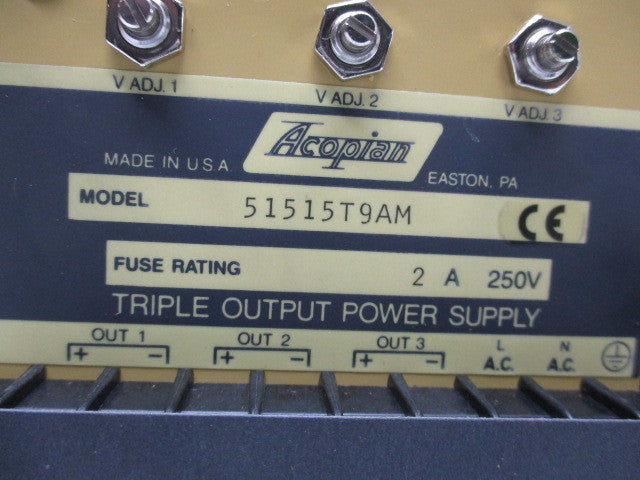 V ADJ. 1 V ADJ. 2 V ADJ. 3
Acopian
MADE IN U S A
EASTON, PA
MODEL 51515T9AM CE
FUSE RATING 2 A 250V
TRIPLE OUTPUT POWER SUPPLY
OUT 1 OUT 2 OUT 3 L N
+ − + − + − A.C. A.C.